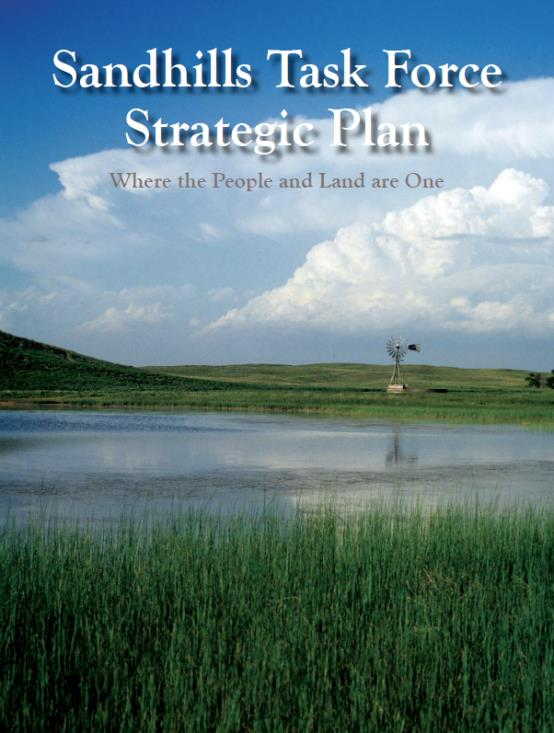 Sandhills Task Force
Strategic Plan
Where the People and Land are One